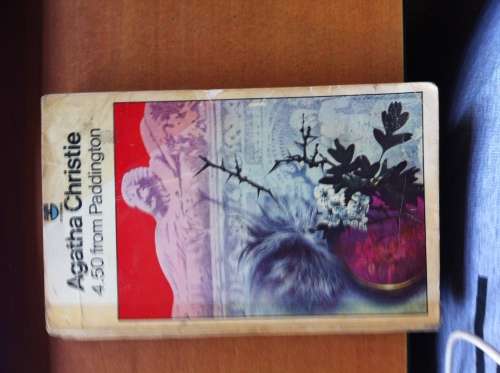 Agatha Christie
4.50 from Paddington